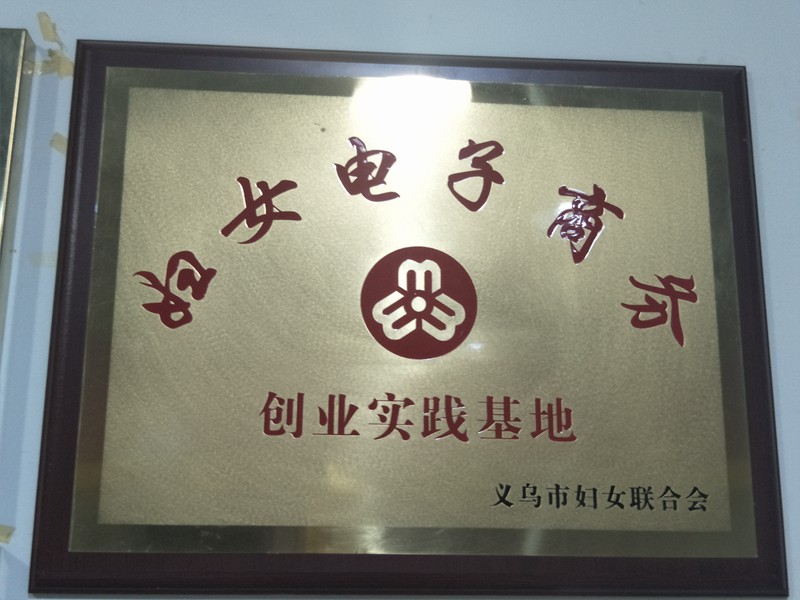 妇女电子商务
创业实践基地
义乌市妇女联合会